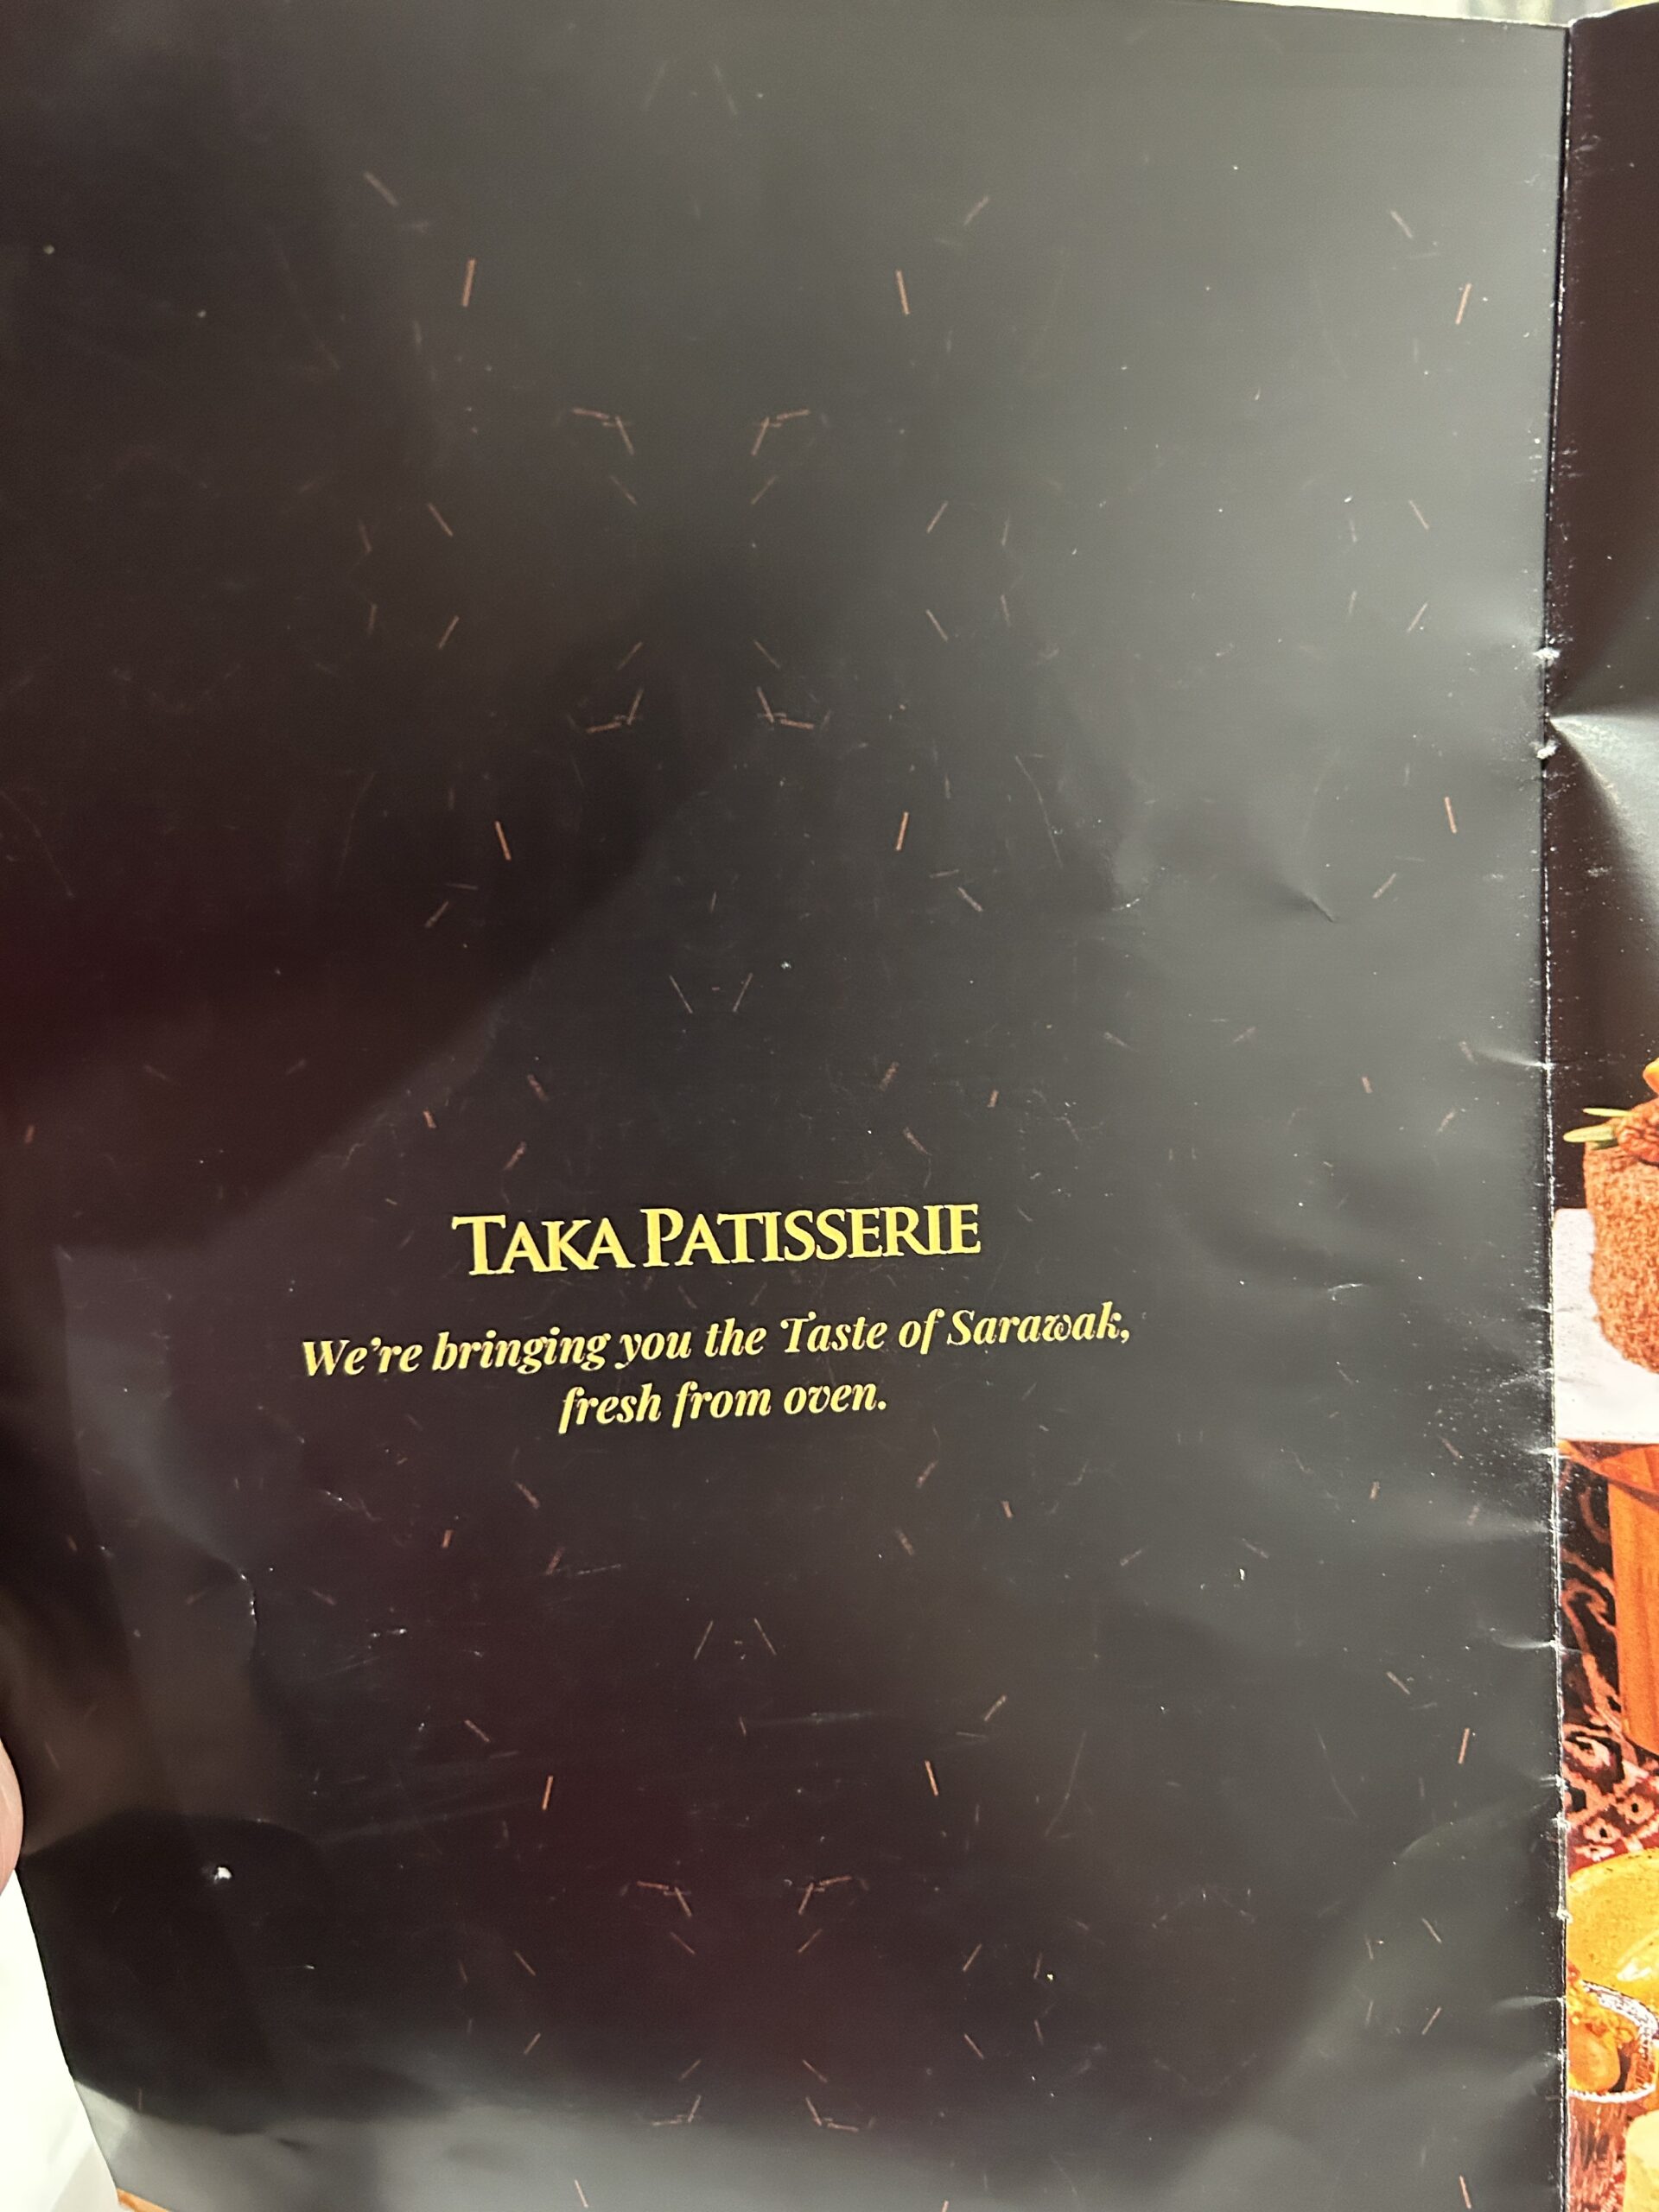 TAKA PATISSERIE
We're bringing you the Taste of Sarawak,
fresh from oven.